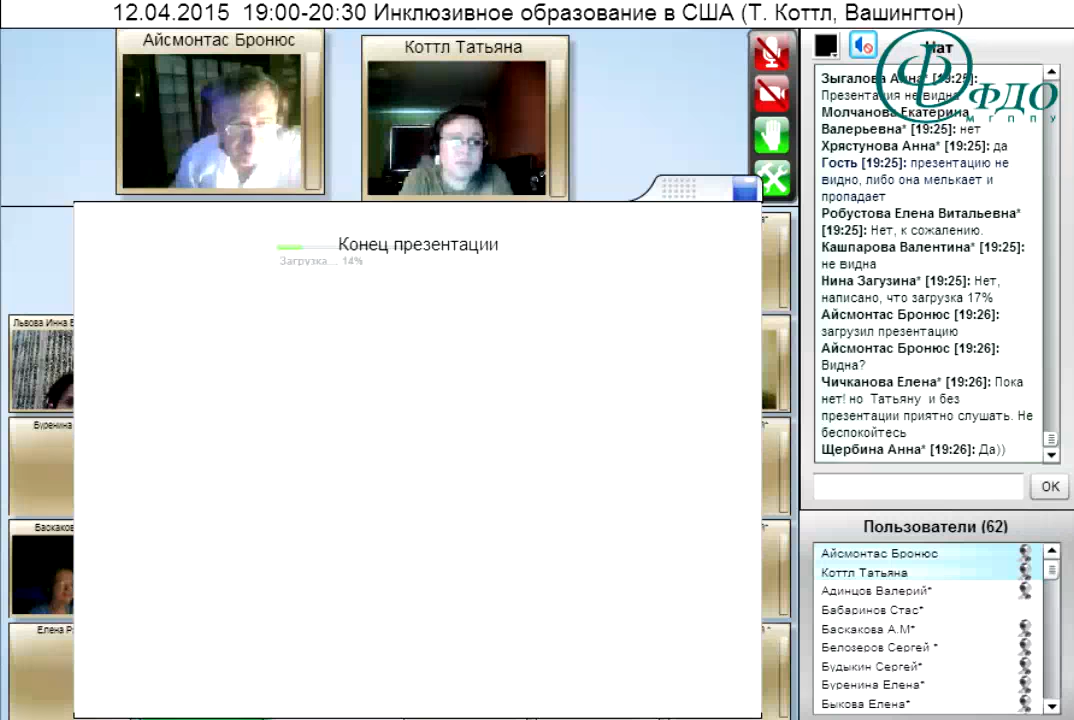 12.04.2015 19:00-20:30 Инклюзивное образование в США (Т. Коттл, Вашингтон)
Айсмонтас Бронюс
Коттл Татьяна
Чат
ФДО
МГППУ
Зыгалова Анна* [19:25]:
Презентация не видна
Молчанова Екатерина
Валерьевна* [19:25]: нет
Хрястунова Анна* [19:25]: да
Гость [19:25]: презентацию не
видно, либо она мелькает и
пропадает
Робустова Елена Витальевна*
[19:25]: Нет, к сожалению.
Кашпарова Валентина* [19:25]:
не видна
Нина Загузина* [19:25]: Нет,
написано, что загрузка 17%
Айсмонтас Бронюс [19:26]:
загрузил презентацию
Айсмонтас Бронюс [19:26]:
Видна?
Чичканова Елена* [19:26]: Пока
нет! но Татьяну и без
презентации приятно слушать. Не
беспокойтесь
Щербина Анна* [19:26]: Да))
OK
Конец презентации
Загрузка... 14%
Львова Инна В
Буренина
Баскаков
Елена Р
Пользователи (62)
Айсмонтас Бронюс
Коттл Татьяна
Адинцов Валерий*
Бабаринов Стас*
Баскакова А.М*
Белозеров Сергей *
Будыкин Сергей*
Буренина Елена*
Быкова Елена*